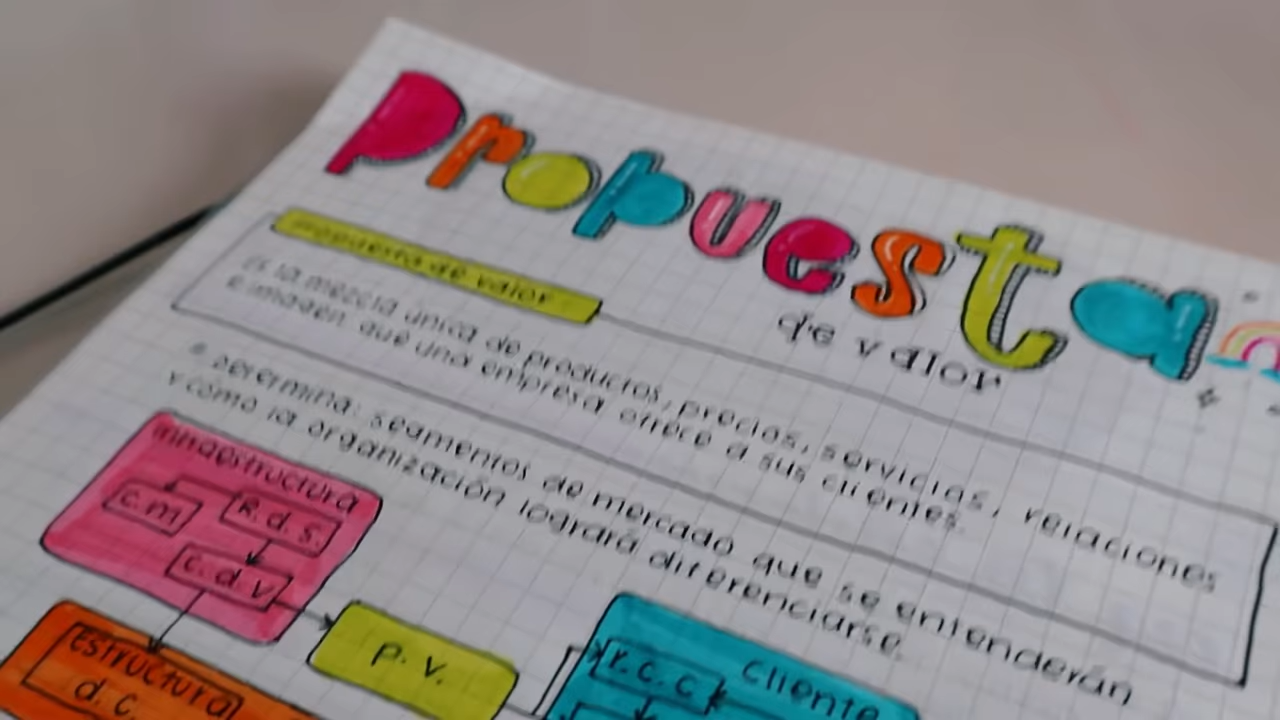 Propuesta
de valor
Propuesta de valor
Es la mezcla única de productos, precios, servicios, relaciones
e imagen que una empresa ofrece a sus clientes.
* Determina: segmentos de mercado que se entenderán
y cómo la organización logrará diferenciarse.
Infraestructura
c.m
R.d.s.
c.d.v
P.V.
Estructura
d.c.
Cliente
r.c.c